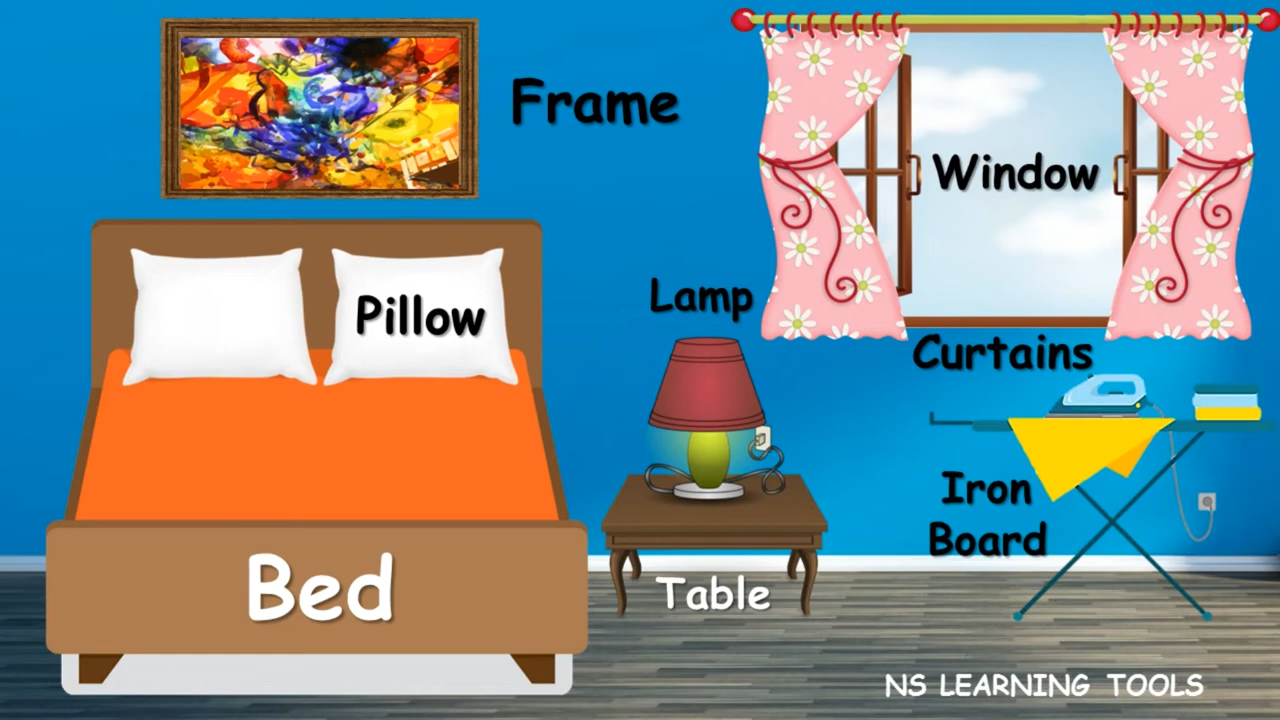 Frame
Window
Lamp
Pillow
Curtains
Iron
Board
Bed
Table
NS LEARNING TOOLS